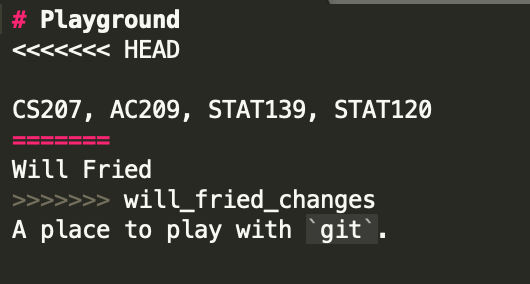 # Playground
<<<<<<< HEAD
CS207, AC209, STAT139, STAT120
=======
Will Fried
>>>>>>> will_fried_changes
A place to play with `git`.